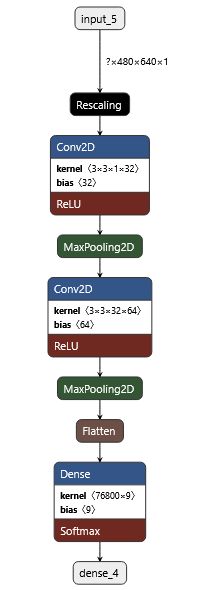 input_5
?×480×640×1
Rescaling
Conv2D
kernel ⟨3×3×1×32⟩
bias ⟨32⟩
ReLU
MaxPooling2D
Conv2D
kernel ⟨3×3×32×64⟩
bias ⟨64⟩
ReLU
MaxPooling2D
Flatten
Dense
kernel ⟨76800×9⟩
bias ⟨9⟩
Softmax
dense_4